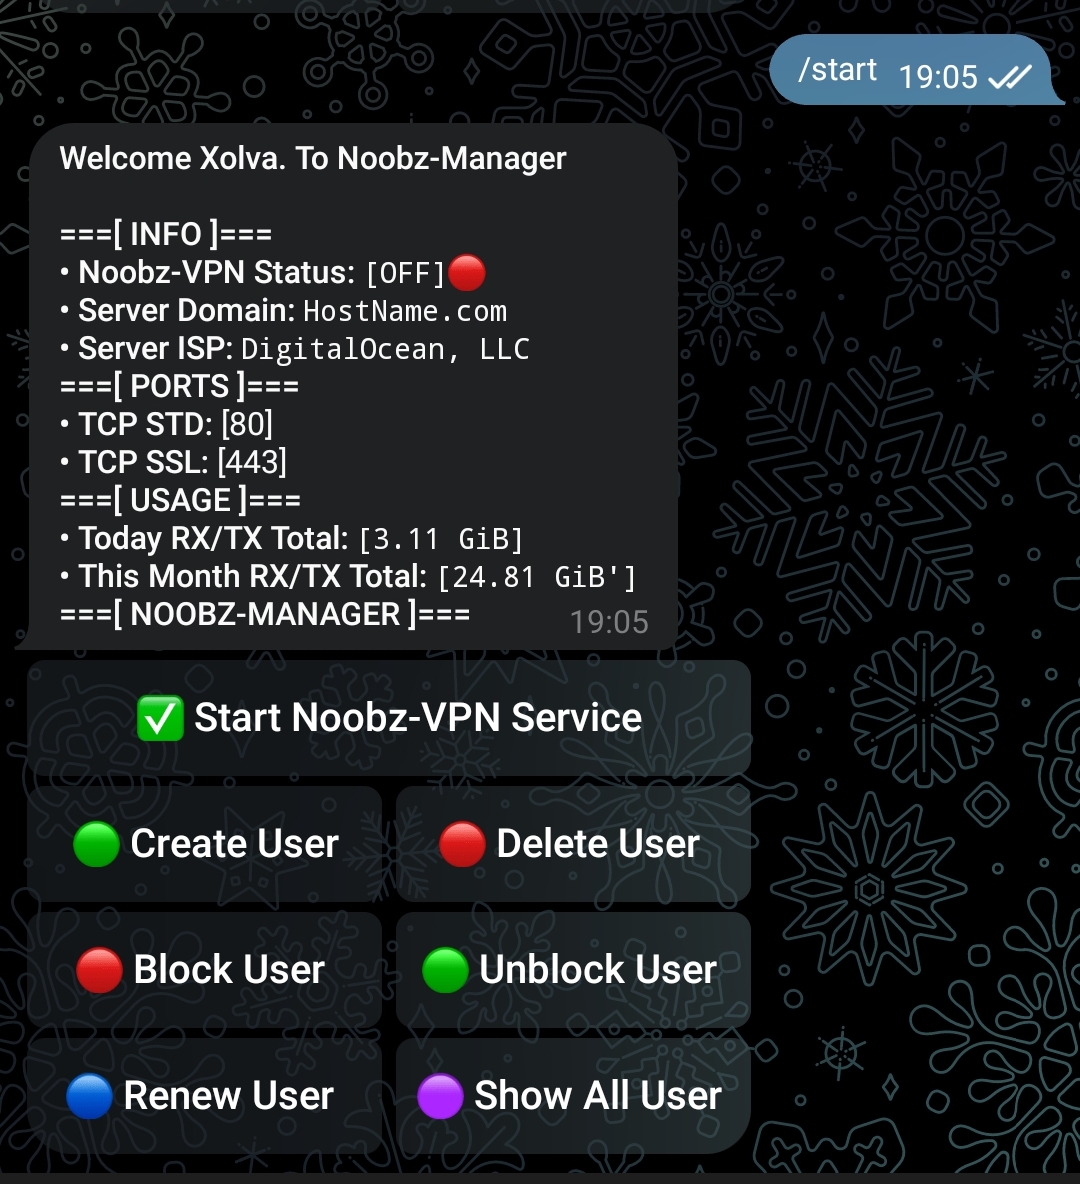 /start 19:05
Welcome Xolva. To Noobz-Manager
===[ INFO ]===
• Noobz-VPN Status: [OFF]🔴
• Server Domain: HostName.com
• Server ISP: DigitalOcean, LLC
===[ PORTS ]===
• TCP STD: [80]
• TCP SSL: [443]
===[ USAGE ]===
• Today RX/TX Total: [3.11 GiB]
• This Month RX/TX Total: [24.81 GiB']
===[ NOOBZ-MANAGER ]=== 19:05
✅ Start Noobz-VPN Service
🟢 Create User 🔴 Delete User
🔴 Block User 🟢 Unblock User
🔵 Renew User 🟣 Show All User